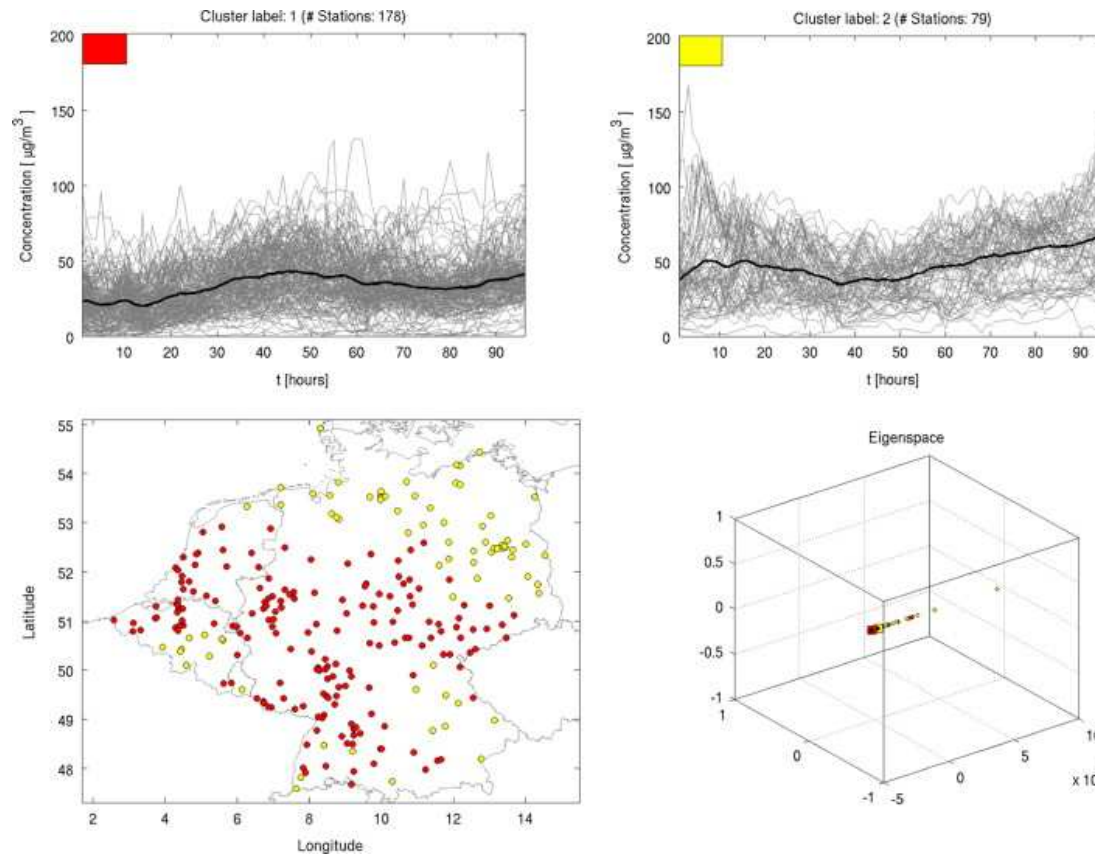 Cluster label: 1 (# Stations: 178)
200
150
100
50
0
Concentration [ µg/m³ ]
10 20 30 40 50 60 70 80 90
t [hours]
Cluster label: 2 (# Stations: 79)
200
150
100
50
0
Concentration [ µg/m³ ]
10 20 30 40 50 60 70 80 90
t [hours]
55
54
53
52
51
50
49
48
Latitude
2 4 6 8 10 12 14
Longitude
Eigenspace
1
0.5
0
-0.5
-1
1
0
-1
-5
0
5
10
x 10